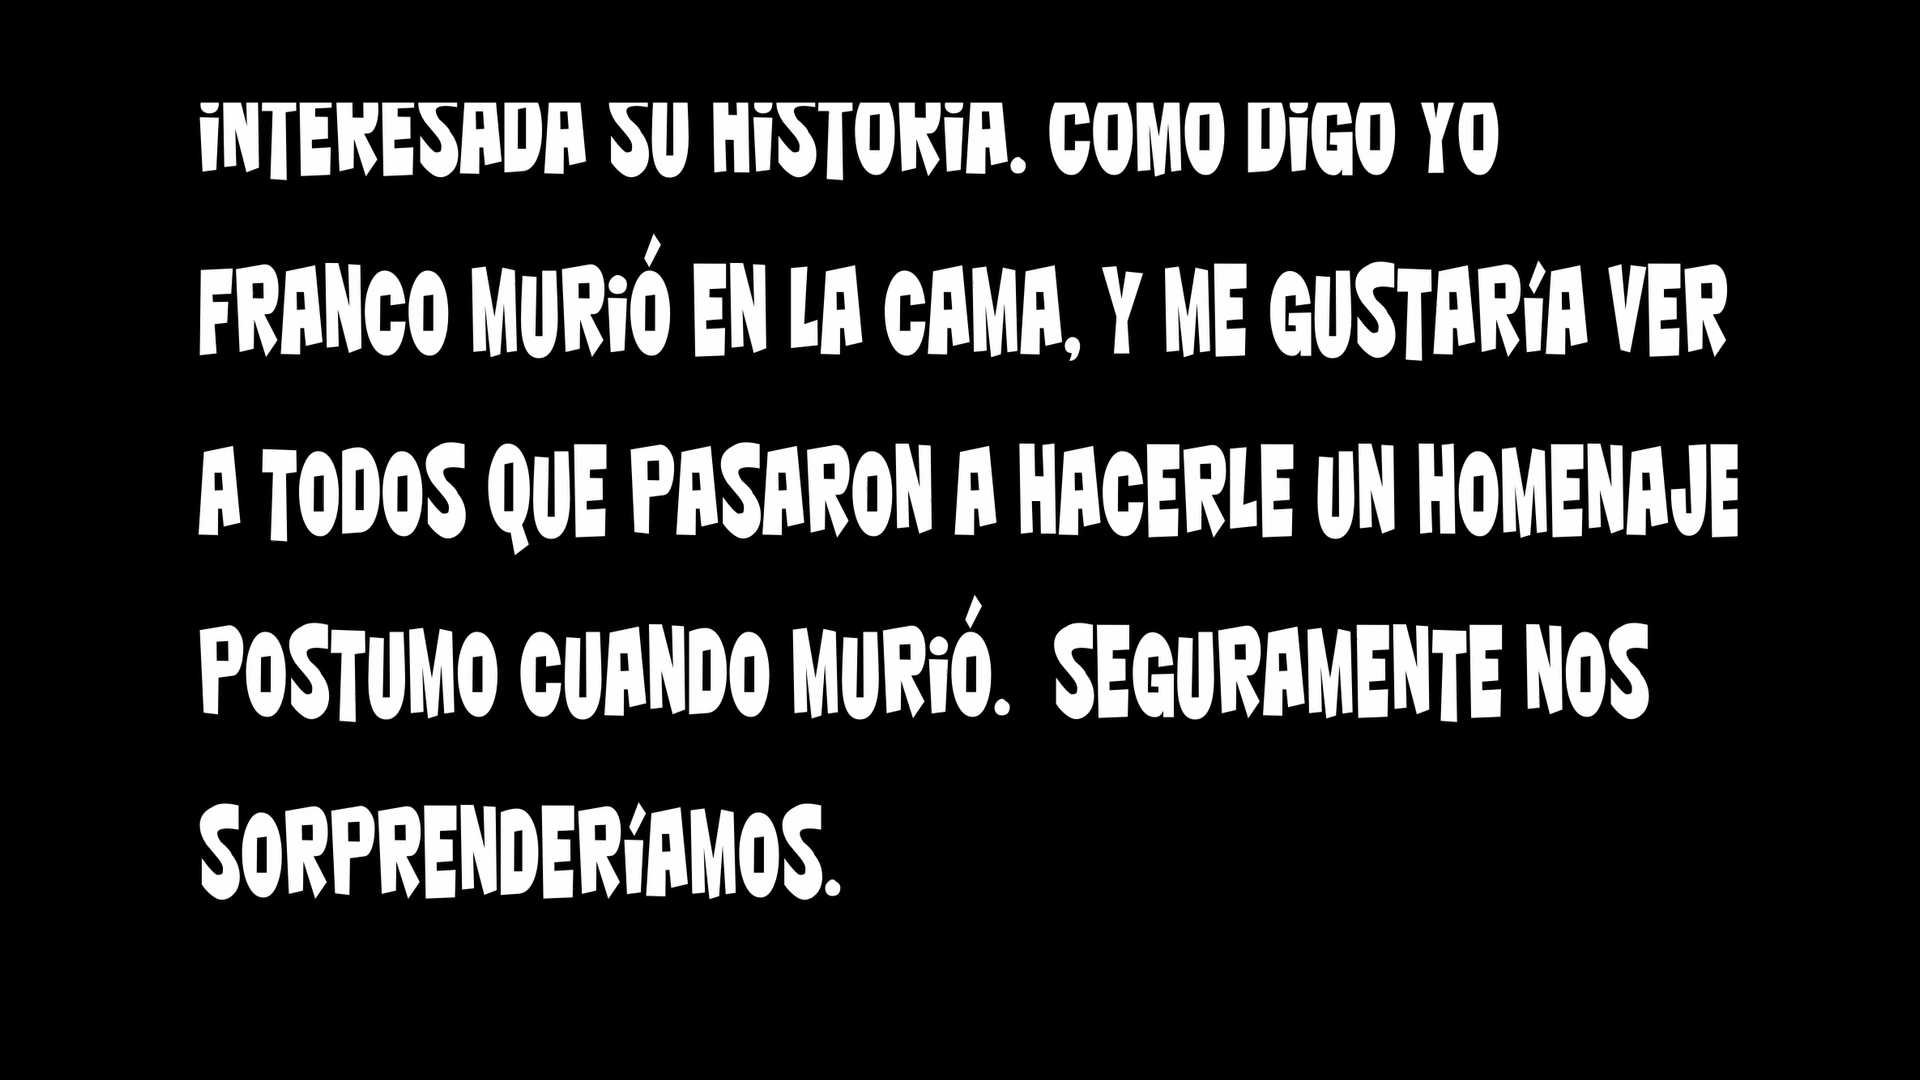 INTERESADA SU HISTORIA. COMO DIGO YO
FRANCO MURIÓ EN LA CAMA, Y ME GUSTARÍA VER
A TODOS QUE PASARON A HACERLE UN HOMENAJE
POSTUMO CUANDO MURIÓ. SEGURAMENTE NOS
SORPRENDERÍAMOS.